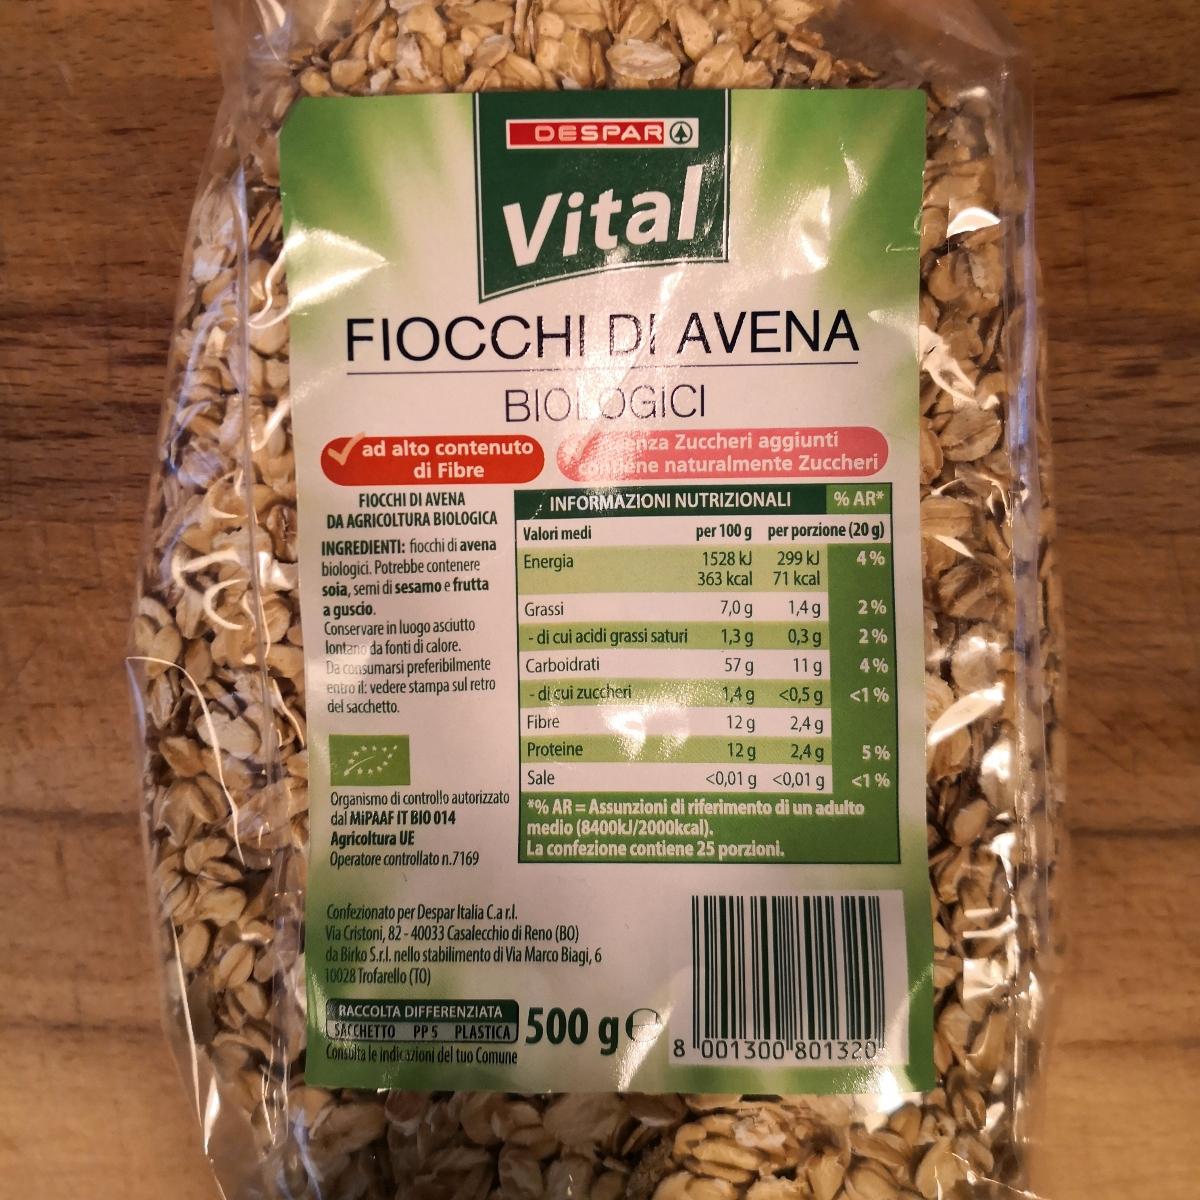 DESPAR
Vital
FIOCCHI DI AVENA
BIOLOGICI
ad alto contenuto
di Fibre
senza Zuccheri aggiunti
contiene naturalmente Zuccheri
FIOCCHI DI AVENA
DA AGRICOLTURA BIOLOGICA
INGREDIENTI: fiocchi di avena
biologici. Potrebbe contenere
soia, semi di sesamo e frutta
a guscio.
Conservare in luogo asciutto
lontano da fonti di calore.
Da consumarsi preferibilmente
entro il: vedere stampa sul retro
del sacchetto.
Organismo di controllo autorizzato
dal MiPAAF IT BIO 014
Agricoltura UE
Operatore controllato n.7169
INFORMAZIONI NUTRIZIONALI % AR*
Valori medi per 100 g per porzione (20 g)
Energia 1528 kJ 299 kJ 4%
363 kcal 71 kcal
Grassi 7,0 g 1,4 g 2%
- di cui acidi grassi saturi 1,3 g 0,3 g 2%
Carboidrati 57 g 11 g 4%
- di cui zuccheri 1,4 g <0,5 g <1%
Fibre 12 g 2,4 g
Proteine 12 g 2,4 g 5%
Sale <0,01 g <0,01 g <1%
*% AR = Assunzioni di riferimento di un adulto
medio (8400kJ/2000kcal).
La confezione contiene 25 porzioni.
Confezionato per Despar Italia C.a r.l.
Via Cristoni, 82 - 40033 Casalecchio di Reno (BO)
da Birko S.r.l. nello stabilimento di Via Marco Biagi, 6
10028 Trofarello (TO)
RACCOLTA DIFFERENZIATA
SACCHETTO PP 5 PLASTICA
Consulta le indicazioni del tuo Comune
500 g e
8 001300 801320